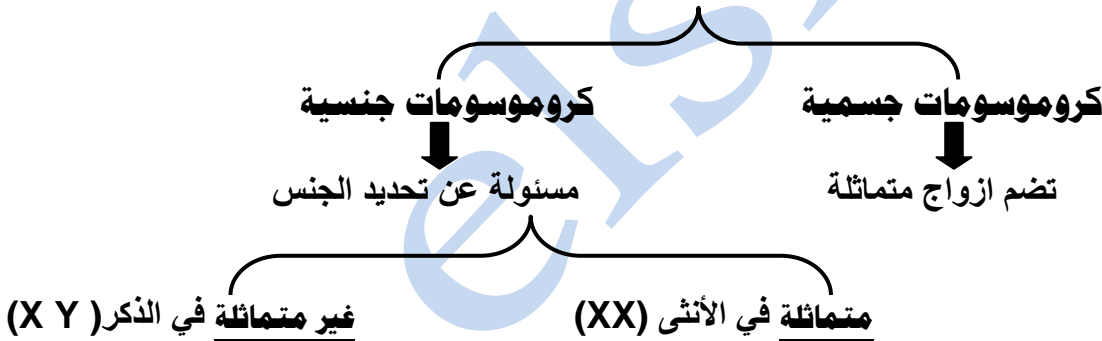 كروموسومات جسمية
كروموسومات جنسية
تضم ازواج متماثلة
مسئولة عن تحديد الجنس
متماثلة في الأنثى (XX)
غير متماثلة في الذكر( X Y)
els